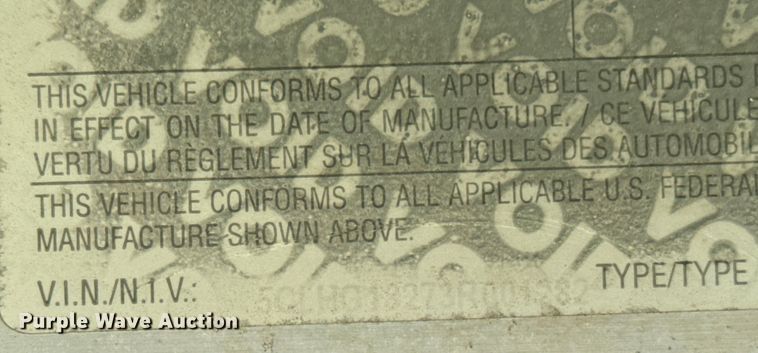 THIS VEHICLE CONFORMS TO ALL APPLICABLE STANDARDS
IN EFFECT ON THE DATE OF MANUFACTURE. / CE VÉHICULE
VERTU DU RÈGLEMENT SUR LA VÉHICULES DES AUTOMOBIL
THIS VEHICLE CONFORMS TO ALL APPLICABLE U.S. FEDERAL
MANUFACTURE SHOWN ABOVE.
V.I.N./N.I.V.: TYPE/TYPE
Purple Wave Auction